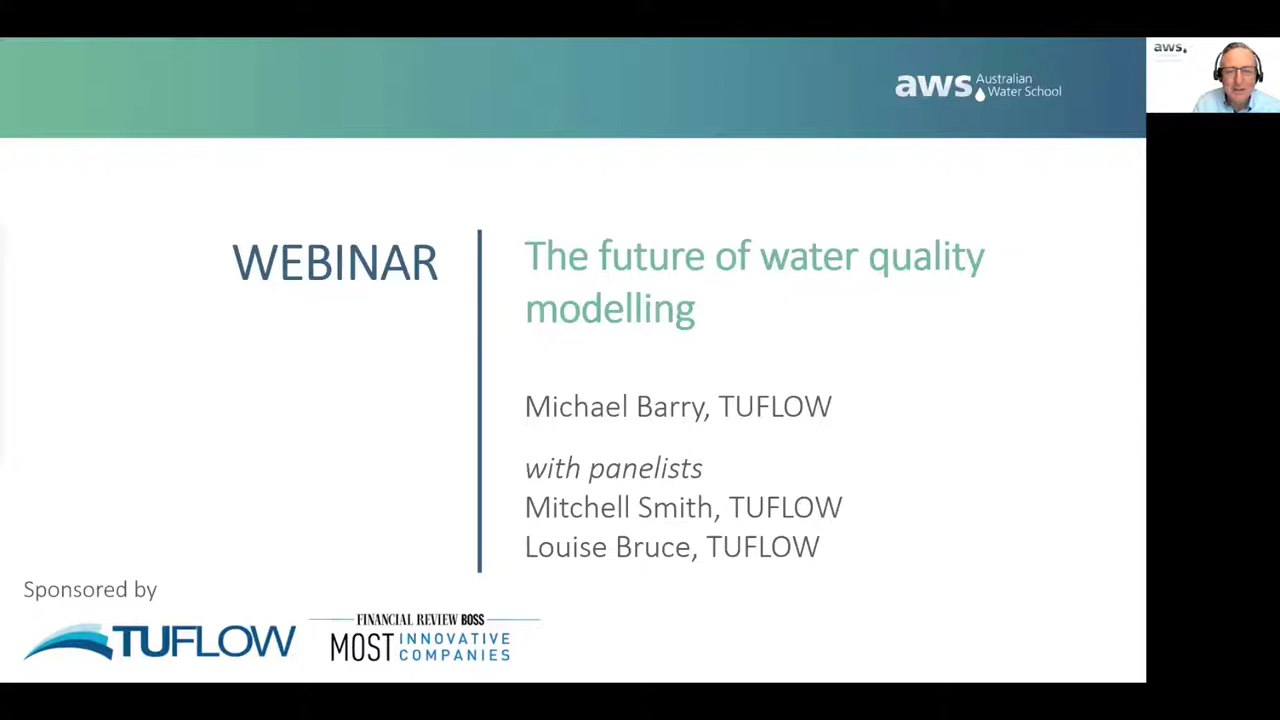 aws. Australian
Water School
aws.
WEBINAR
The future of water quality
modelling
Michael Barry, TUFLOW
with panelists
Mitchell Smith, TUFLOW
Louise Bruce, TUFLOW
Sponsored by
TUFLOW
FINANCIAL REVIEW BOSS
MOST INNOVATIVE
COMPANIES